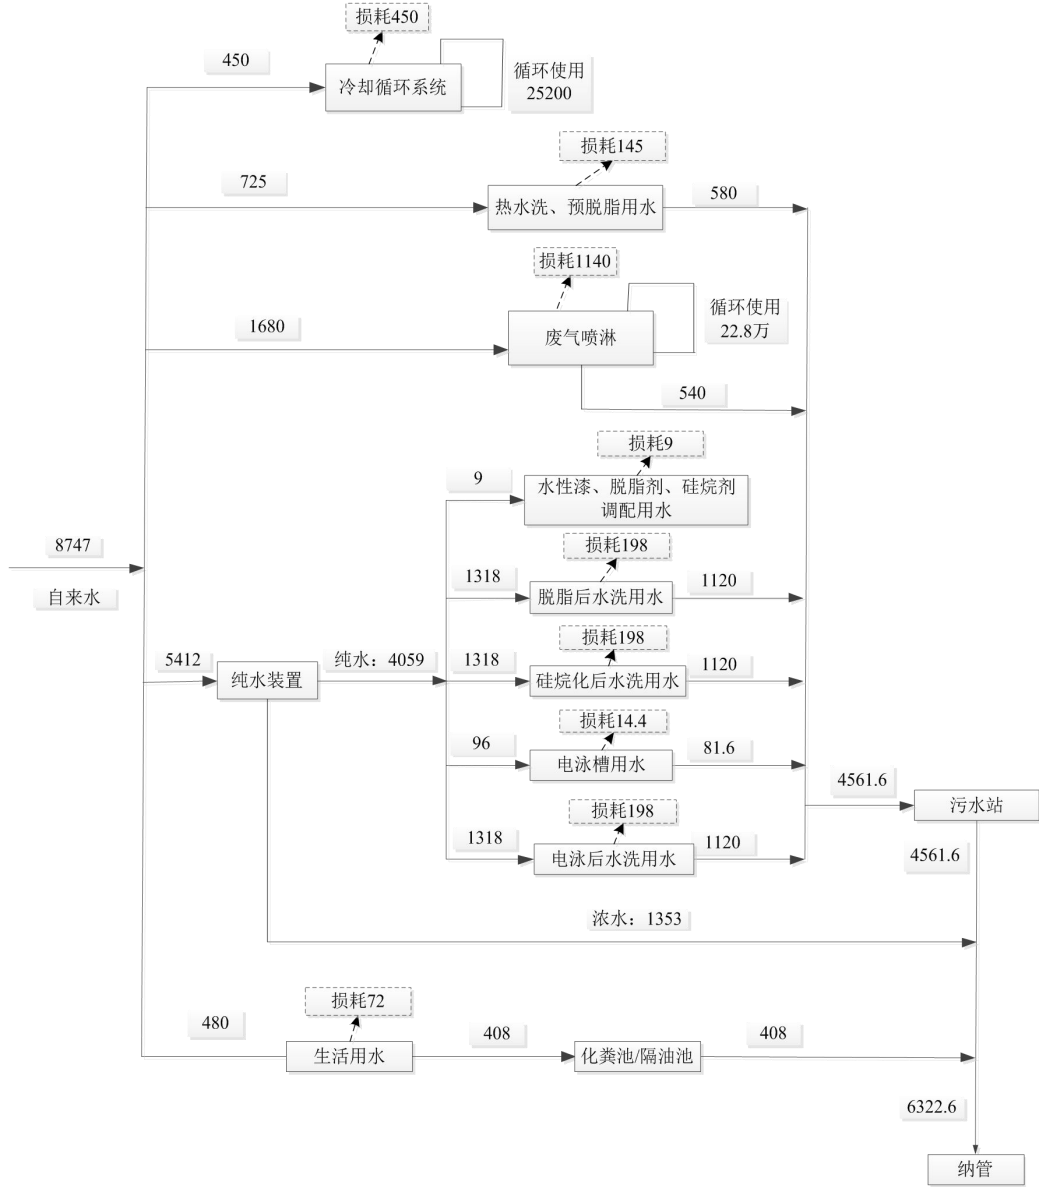 损耗450
450
冷却循环系统
循环使用
25200
损耗145
725
热水洗、预脱脂用水
580
损耗1140
1680
废气喷淋
循环使用
22.8万
540
损耗9
9
水性漆、脱脂剂、硅烷剂
调配用水
8747
自来水
损耗198
1318
脱脂后水洗用水
1120
损耗198
5412
纯水装置
纯水：4059
1318
硅烷化后水洗用水
1120
损耗14.4
96
电泳槽用水
81.6
4561.6
污水站
损耗198
1318
电泳后水洗用水
1120
4561.6
浓水：1353
损耗72
480
生活用水
408
化粪池/隔油池
408
6322.6
纳管